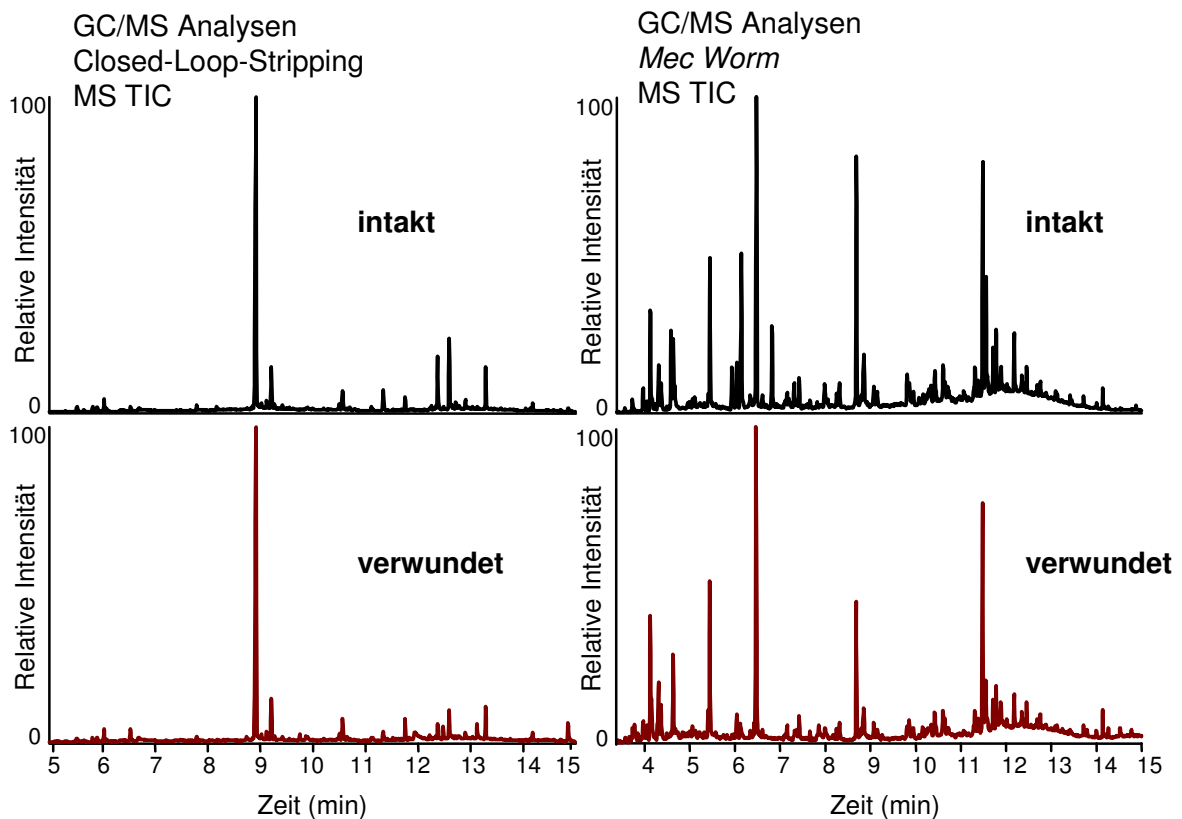 GC/MS Analysen
Closed-Loop-Stripping
MS TIC
100
Relative Intensität
0
intakt
100
Relative Intensität
0
verwundet
5 6 7 8 9 10 11 12 13 14 15
Zeit (min)
GC/MS Analysen
Mec Worm
MS TIC
100
Relative Intensität
0
intakt
100
Relative Intensität
0
verwundet
4 5 6 7 8 9 10 11 12 13 14 15
Zeit (min)